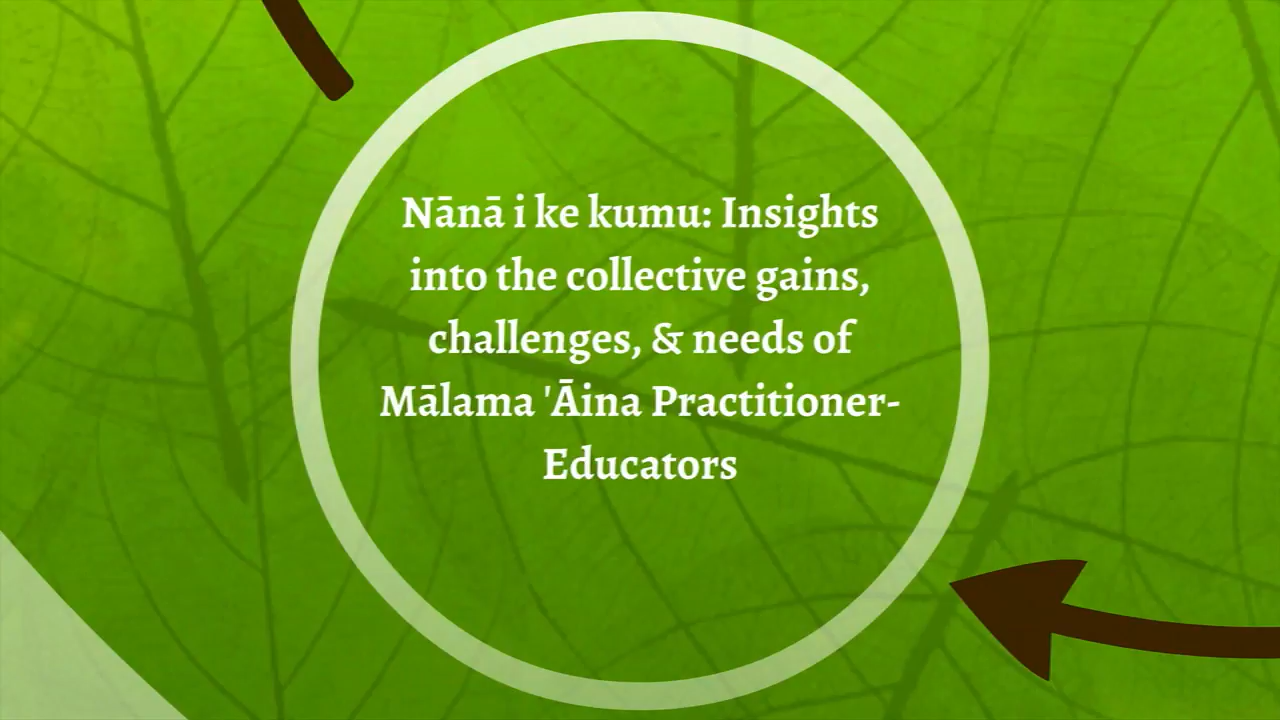 Nānā i ke kumu: Insights
into the collective gains,
challenges, & needs of
Mālama 'Āina Practitioner-
Educators